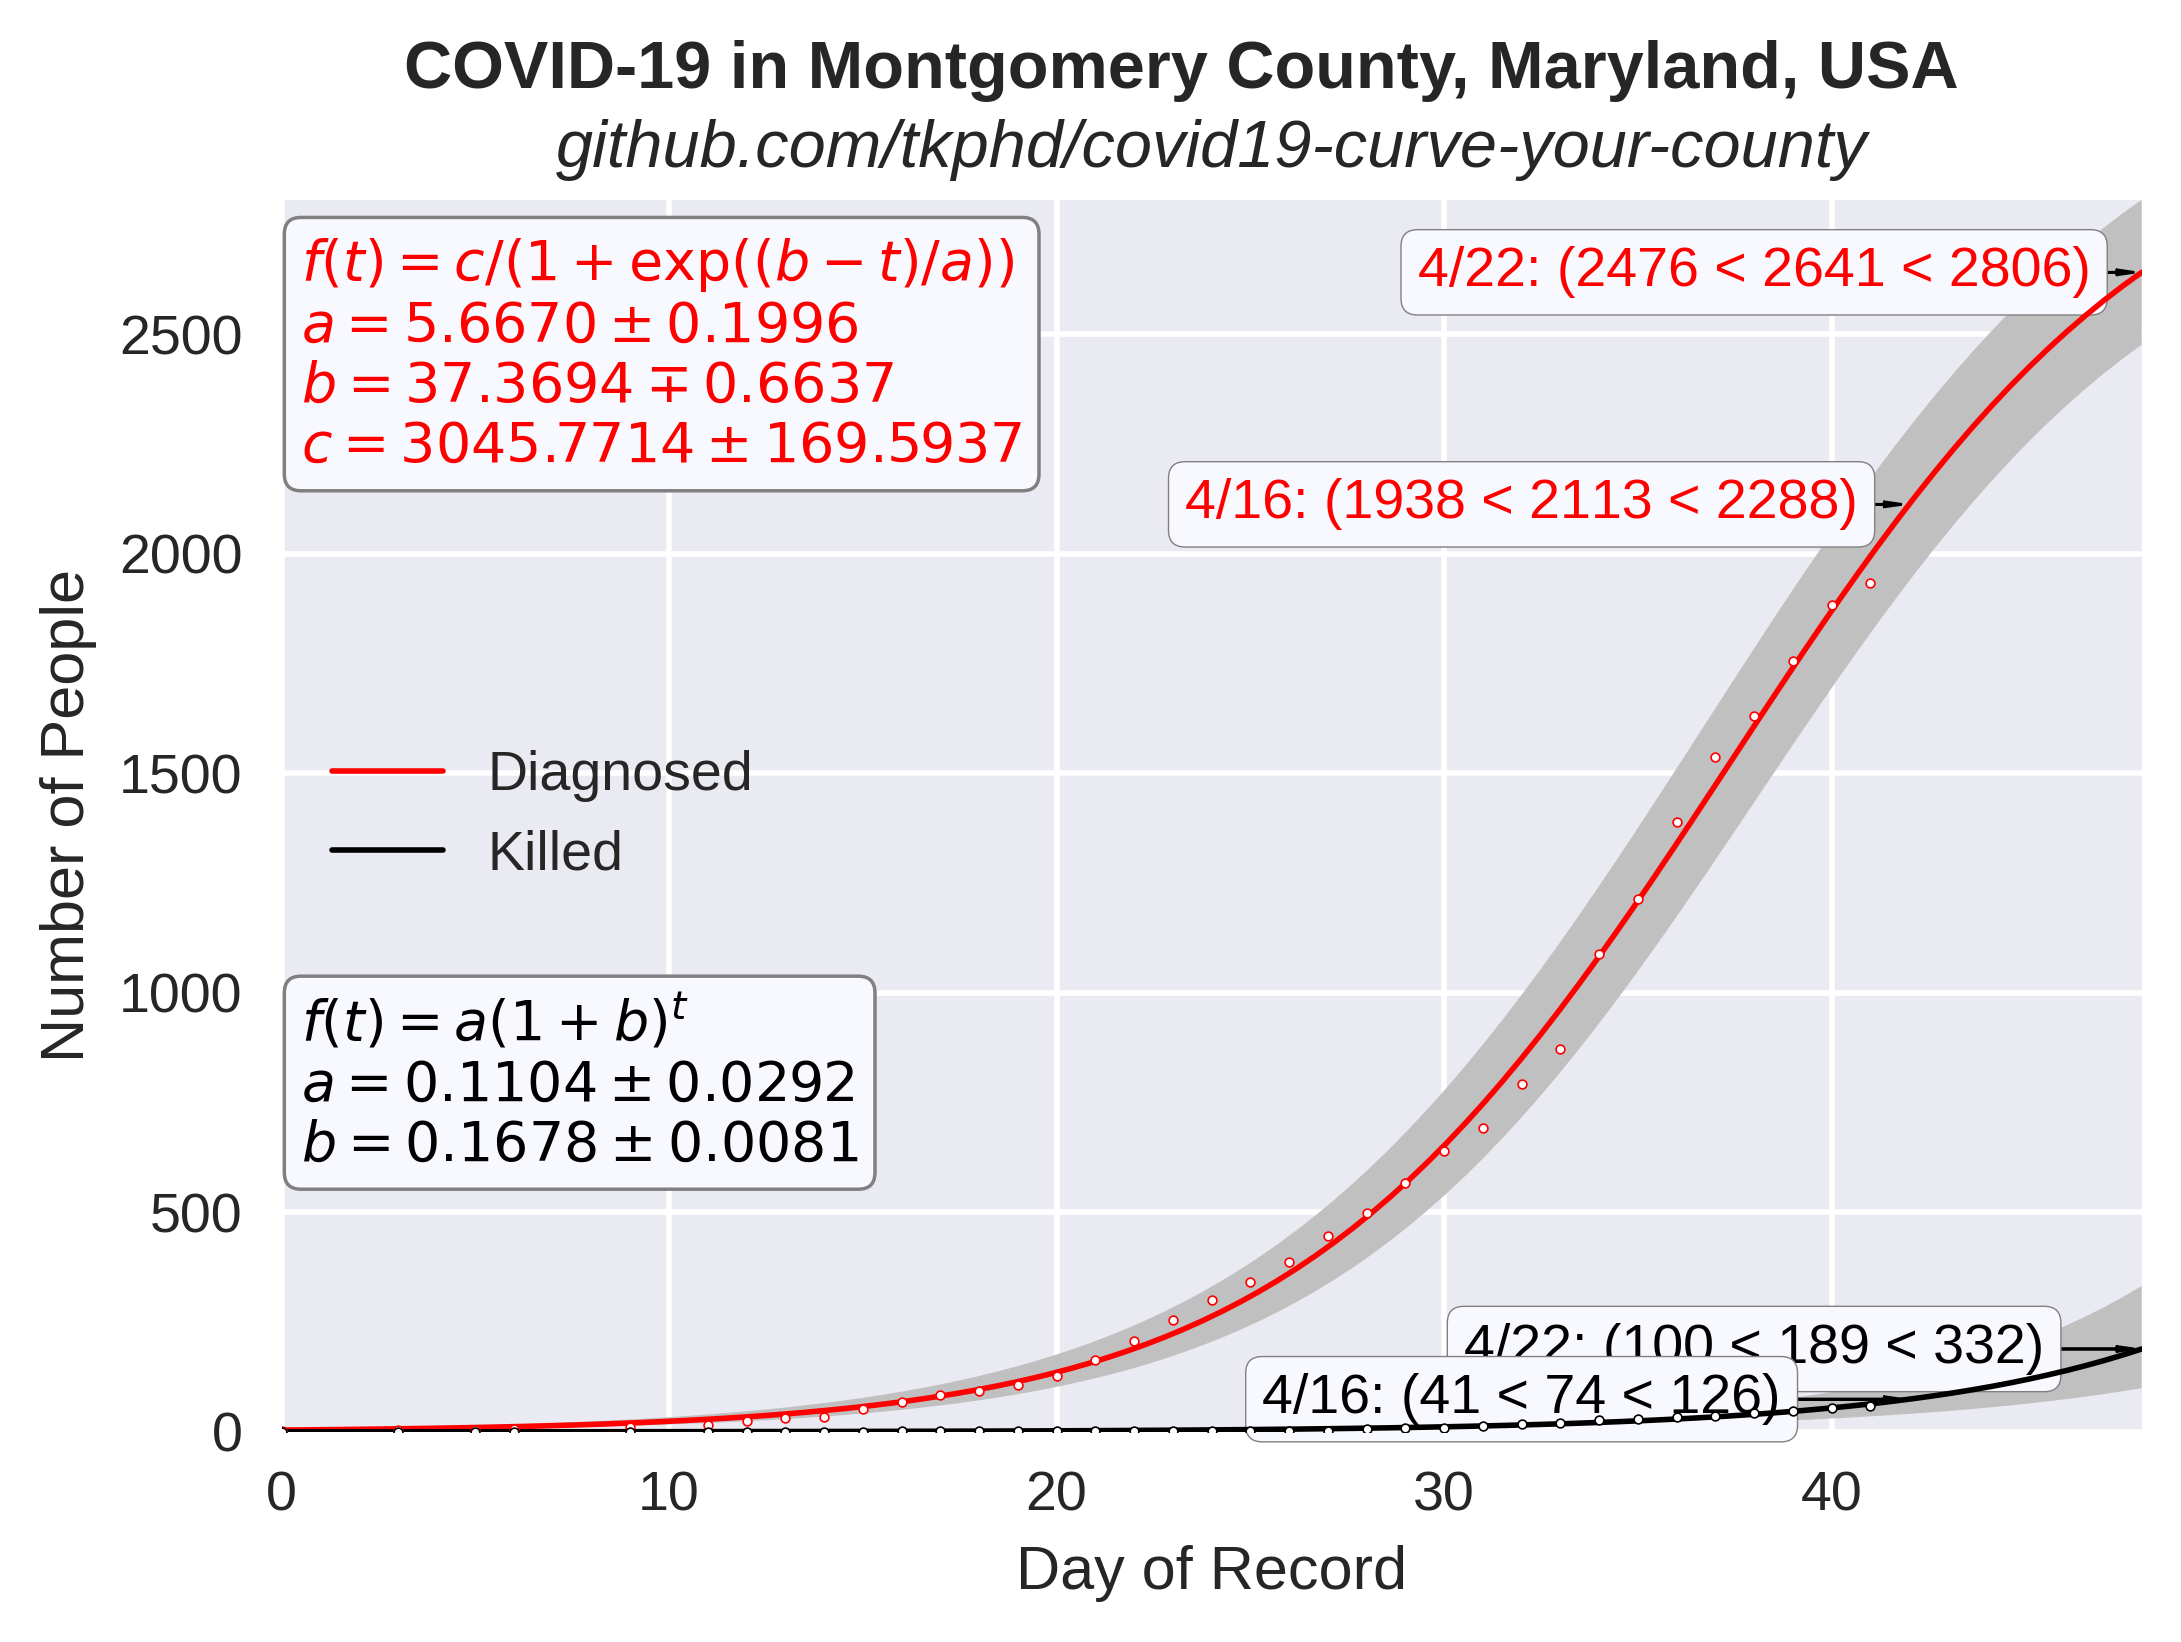 COVID-19 in Montgomery County, Maryland, USA
github.com/tkphd/covid19-curve-your-county
f(t) = c/(1 + exp((b − t)/a))
a = 5.6670 ± 0.1996
b = 37.3694 ∓ 0.6637
c = 3045.7714 ± 169.5937
4/22: (2476 < 2641 < 2806)
4/16: (1938 < 2113 < 2288)
Diagnosed
Killed
f(t) = a(1 + b)^t
a = 0.1104 ± 0.0292
b = 0.1678 ± 0.0081
4/22: (100 < 189 < 332)
4/16: (41 < 74 < 126)
Number of People
2500
2000
1500
1000
500
0
0 10 20 30 40
Day of Record